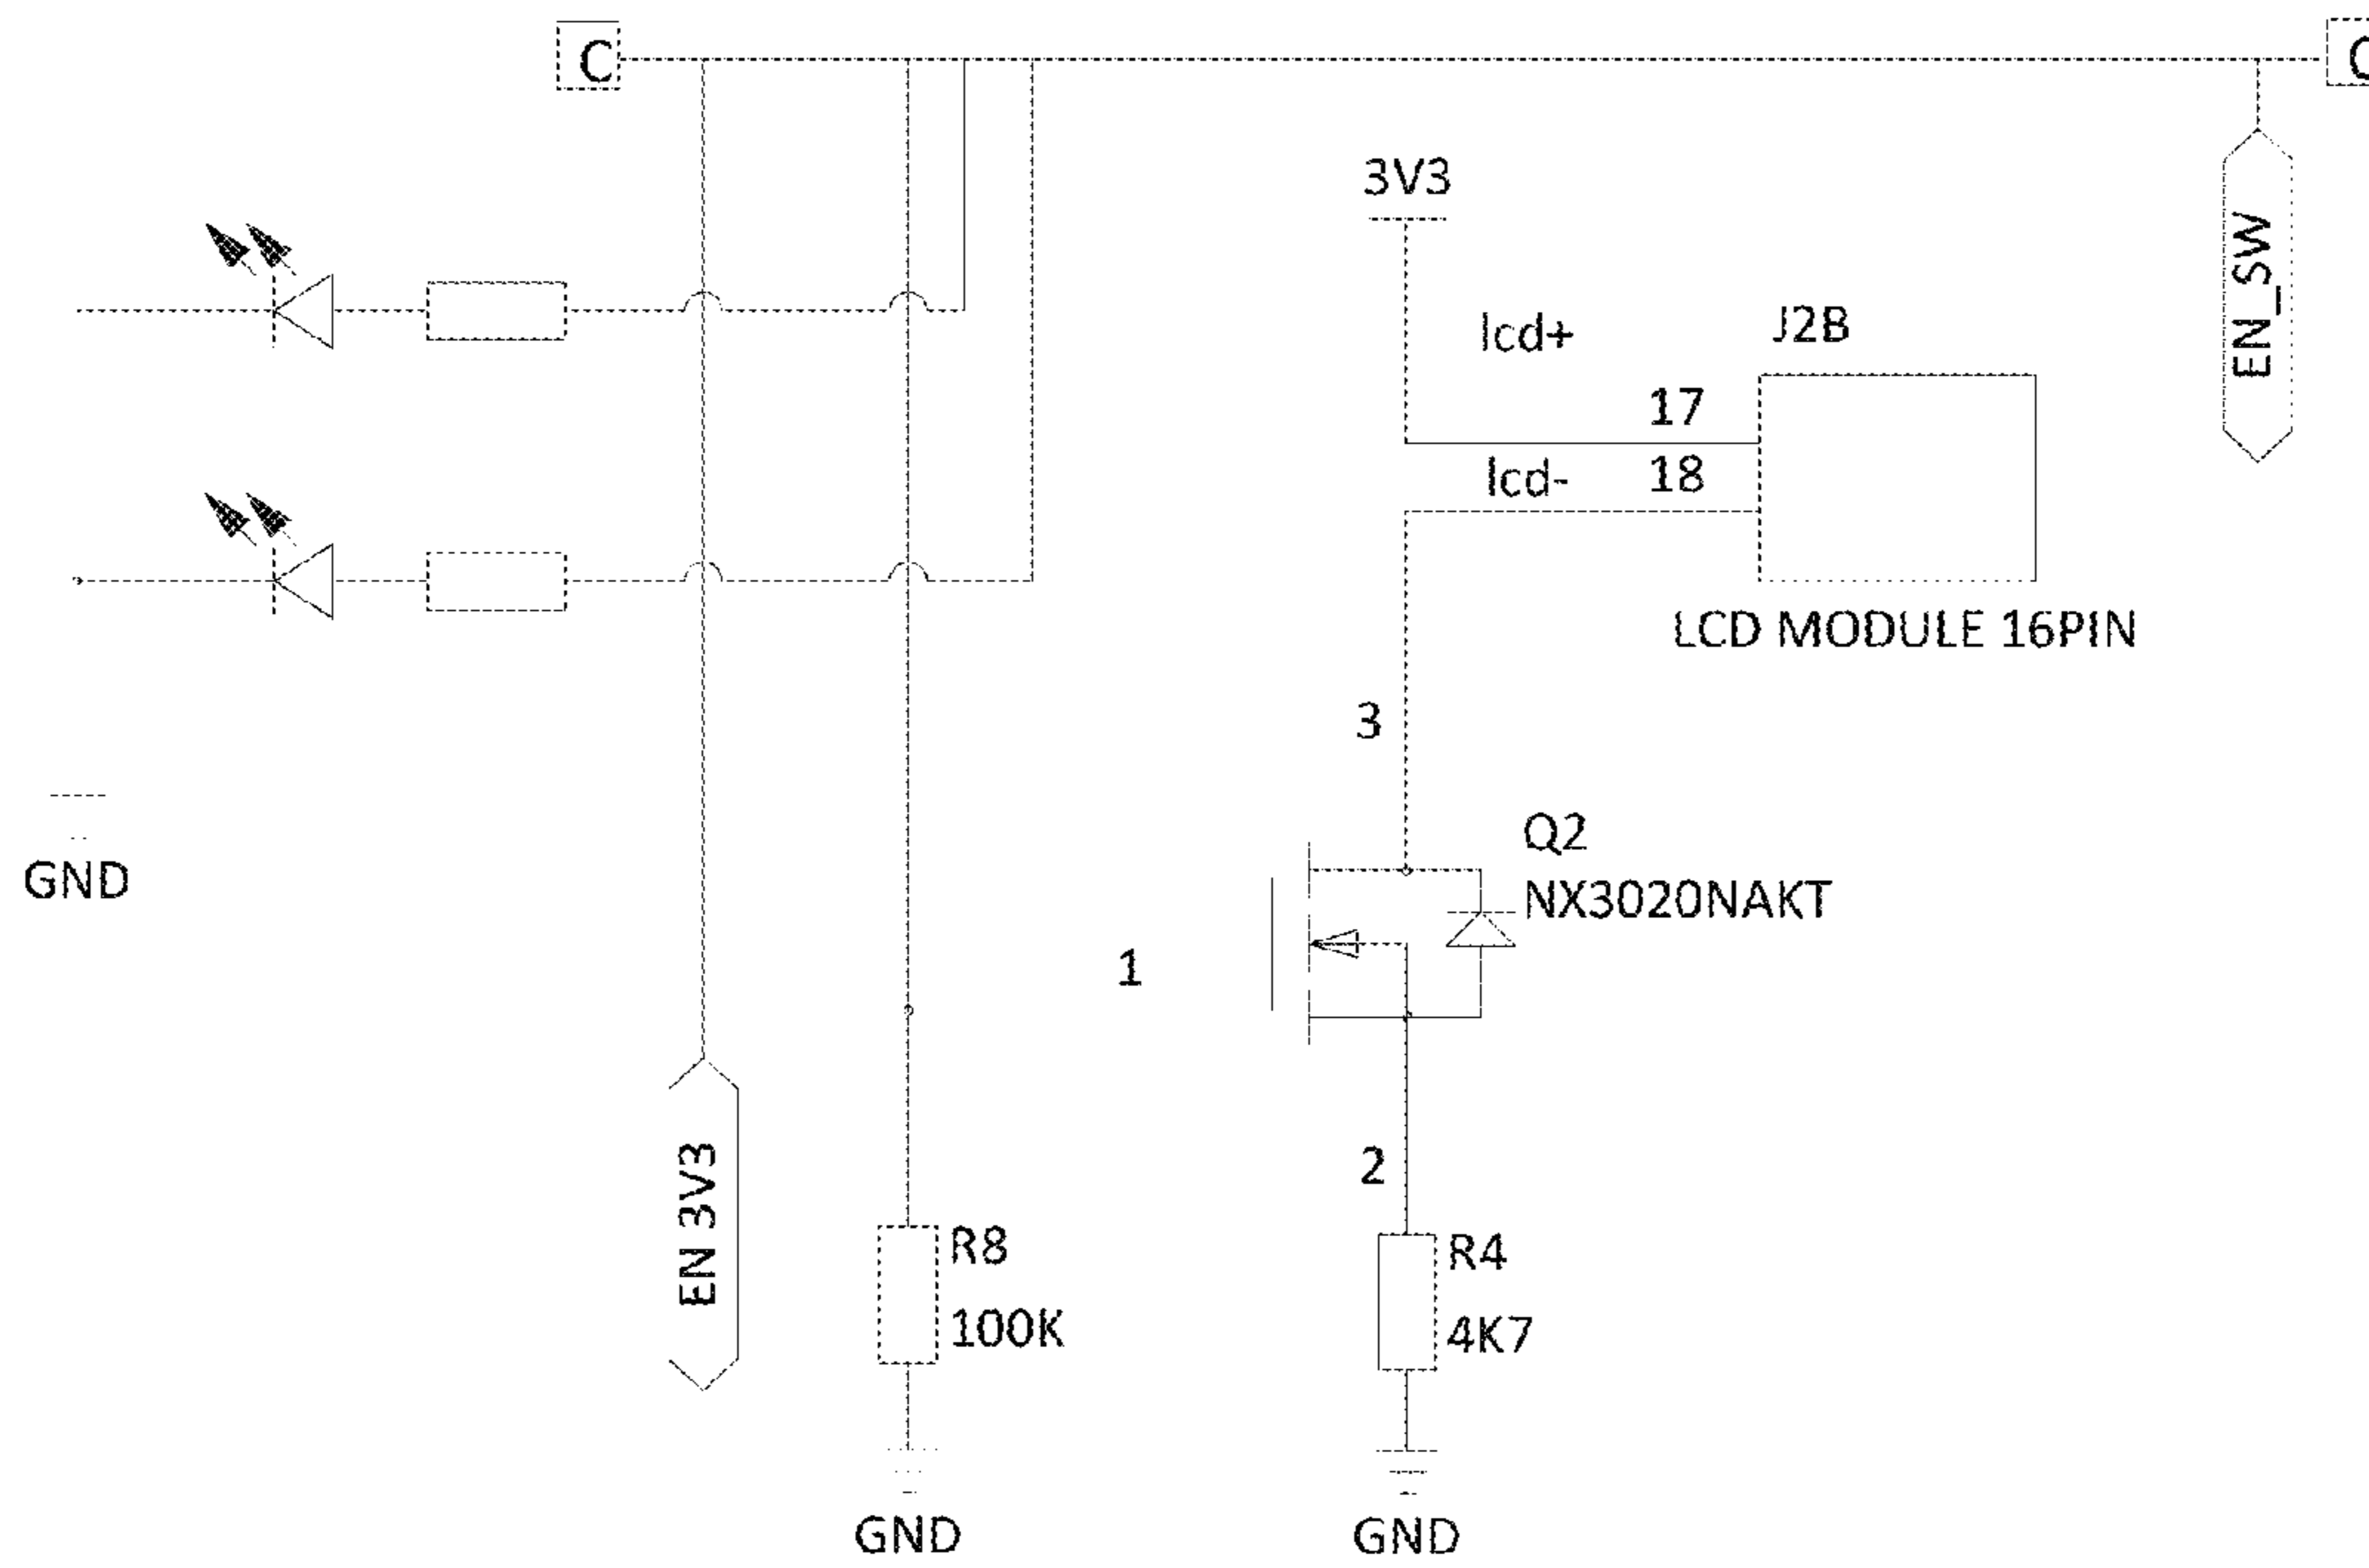 C
3V3
EN_SW
lcd+
J2B
17
lcd-
18
LCD MODULE 16PIN
3
Q2
NX3020NAKT
GND
1
EN 3V3
2
R8
100K
R4
4K7
GND
GND